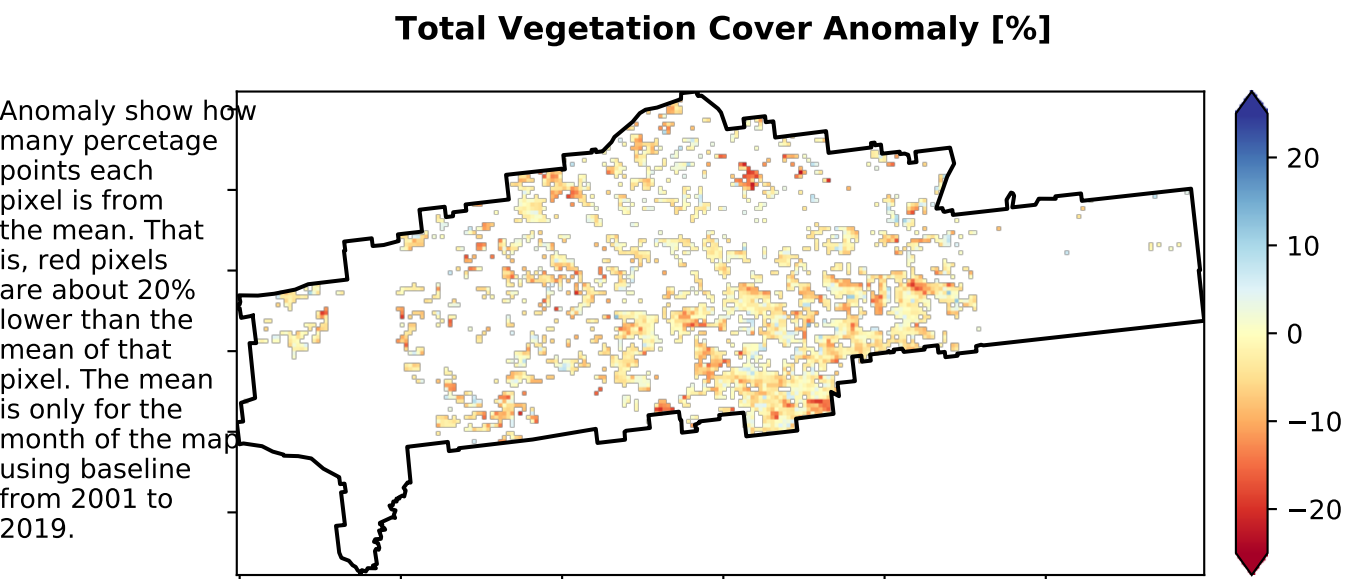 Total Vegetation Cover Anomaly [%]
Anomaly show how
many percetage
points each
pixel is from
the mean. That
is, red pixels
are about 20%
lower than the
mean of that
pixel. The mean
is only for the
month of the map
using baseline
from 2001 to
2019.
20
10
0
−10
−20